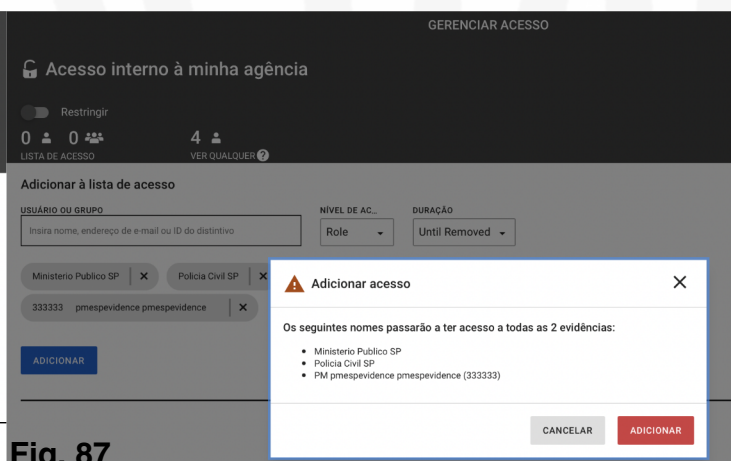 GERENCIAR ACESSO
Acesso interno à minha agência
Restringir
0 0 4
LISTA DE ACESSO VER QUALQUER ?
Adicionar à lista de acesso
USUÁRIO OU GRUPO NÍVEL DE AC... DURAÇÃO
Insira nome, endereço de e-mail ou ID do distintivo Role Until Removed
Ministerio Publico SP X Policia Civil SP X
333333 pmespevidence pmespevidence X
ADICIONAR
Adicionar acesso
Os seguintes nomes passarão a ter acesso a todas as 2 evidências:
• Ministerio Publico SP
• Policia Civil SP
• PM pmespevidence pmespevidence (333333)
CANCELAR ADICIONAR
Fig. 87